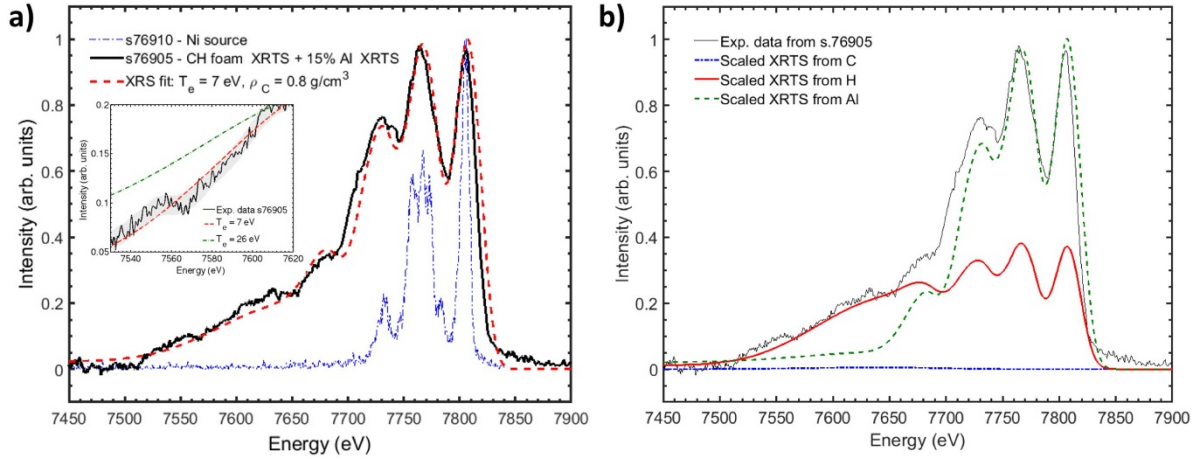 a)
s76910 - Ni source
s76905 - CH foam XRTS + 15% Al XRTS
XRS fit: T_e = 7 eV, ρ_C = 0.8 g/cm³
Intensity (arb. units)
1
0.8
0.6
0.4
0.2
0
7450 7500 7550 7600 7650 7700 7750 7800 7850 7900
Energy (eV)
Intensity (arb. units)
0.2
0.15
0.1
0.05
Exp. data s76905
T_e = 7 eV
T_e = 26 eV
7540 7560 7580 7600 7620
Energy (eV)
b)
Exp. data from s.76905
Scaled XRTS from C
Scaled XRTS from H
Scaled XRTS from Al
Intensity (arb. units)
1
0.8
0.6
0.4
0.2
0
7450 7500 7550 7600 7650 7700 7750 7800 7850 7900
Energy (eV)